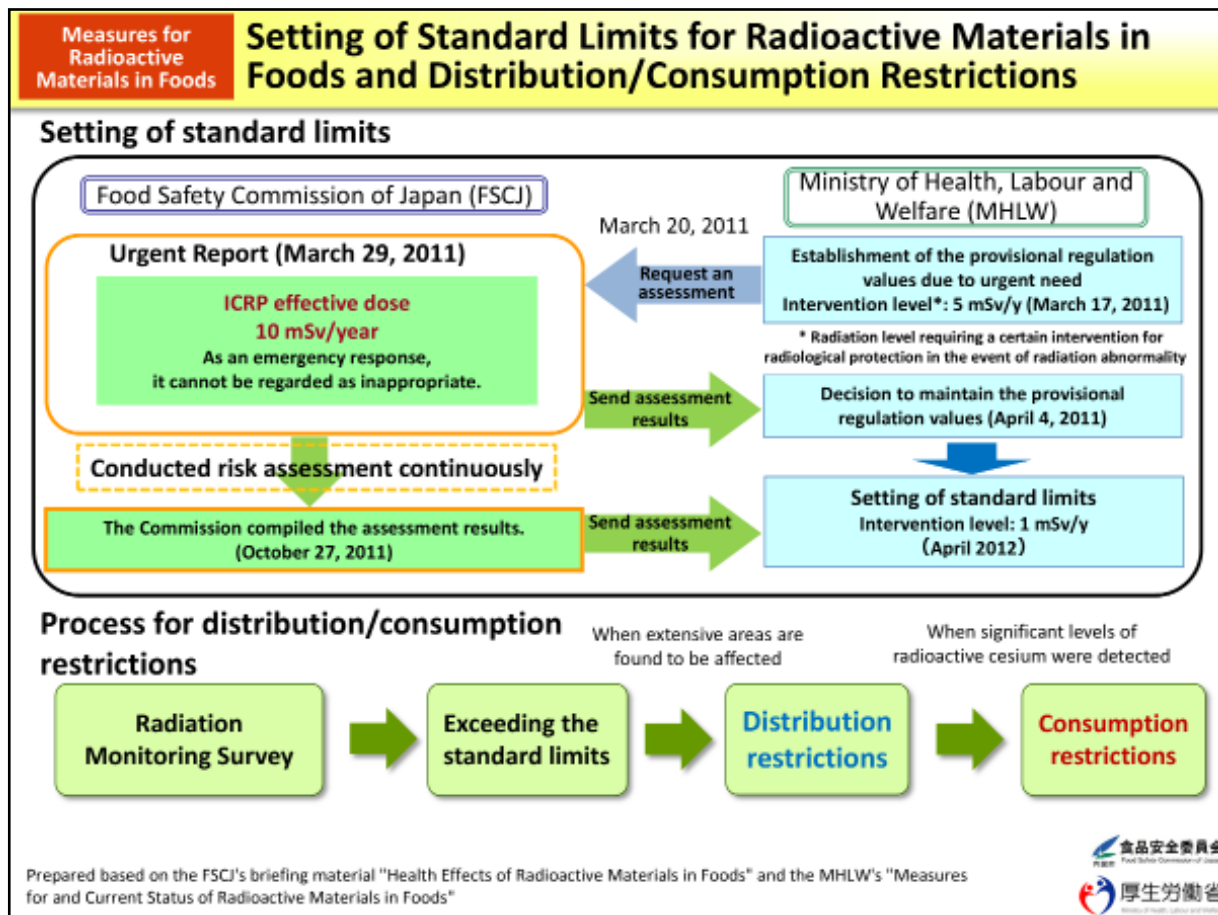 Measures for
Radioactive
Materials in Foods
Setting of Standard Limits for Radioactive Materials in
Foods and Distribution/Consumption Restrictions
Setting of standard limits
Food Safety Commission of Japan (FSCJ)
Ministry of Health, Labour and
Welfare (MHLW)
March 20, 2011
Urgent Report (March 29, 2011)
ICRP effective dose
10 mSv/year
As an emergency response,
it cannot be regarded as inappropriate.
Request an
assessment
Establishment of the provisional regulation
values due to urgent need
Intervention level*: 5 mSv/y (March 17, 2011)
* Radiation level requiring a certain intervention for
radiological protection in the event of radiation abnormality
Send assessment
results
Decision to maintain the provisional
regulation values (April 4, 2011)
Conducted risk assessment continuously
The Commission compiled the assessment results.
(October 27, 2011)
Send assessment
results
Setting of standard limits
Intervention level: 1 mSv/y
(April 2012)
Process for distribution/consumption
restrictions
When extensive areas are
found to be affected
When significant levels of
radioactive cesium were detected
Radiation
Monitoring Survey
Exceeding the
standard limits
Distribution
restrictions
Consumption
restrictions
Prepared based on the FSCJ's briefing material "Health Effects of Radioactive Materials in Foods" and the MHLW's "Measures
for and Current Status of Radioactive Materials in Foods"
食品安全委員会
Food Safety Commission of Japan
厚生労働省